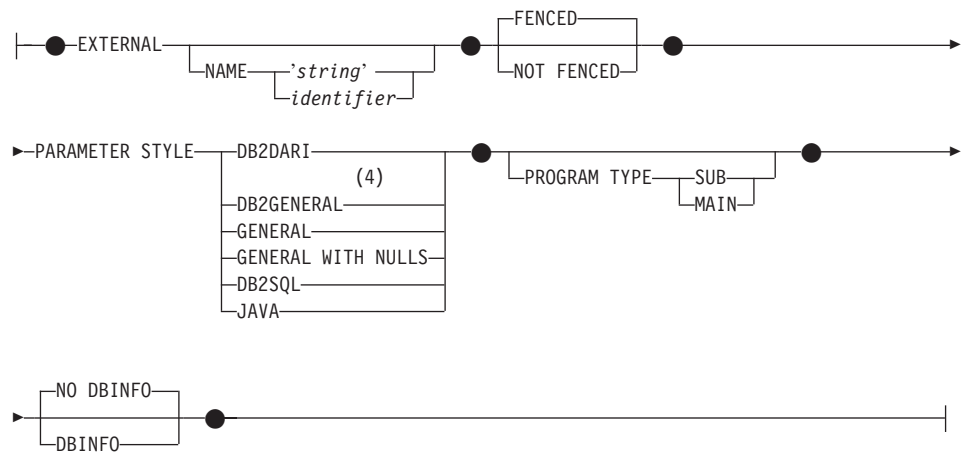 FENCED
EXTERNAL
NAME 'string'
NOT FENCED
identifier
PARAMETER STYLE DB2DARI
(4)
PROGRAM TYPE SUB
MAIN
DB2GENERAL
GENERAL
GENERAL WITH NULLS
DB2SQL
JAVA
NO DBINFO
DBINFO